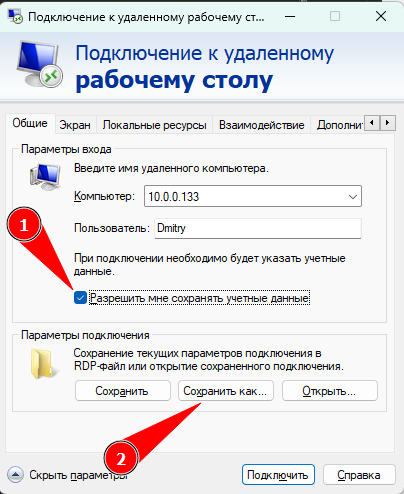 Подключение к удаленному рабочему сто...
Подключение к удаленному
рабочему столу
Общие Экран Локальные ресурсы Взаимодействие Дополнит
Параметры входа
Введите имя удаленного компьютера.
Компьютер: 10.0.0.133
Пользователь: Dmitry
При подключении необходимо будет указать учетные
данные.
1
Разрешить мне сохранять учетные данные
Параметры подключения
Сохранение текущих параметров подключения в
RDP-файл или открытие сохраненного подключения.
Сохранить Сохранить как... Открыть...
2
Скрыть параметры Подключить Справка